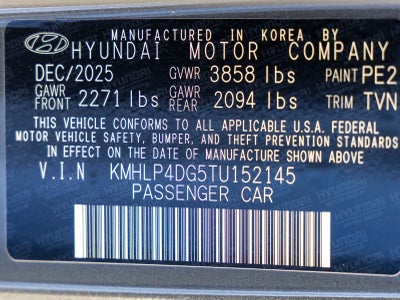 MANUFACTURED IN KOREA BY
HYUNDAI MOTOR COMPANY
DEC/2025 GVWR 3858 lbs PAINT PE2
GAWR FRONT 2271 lbs GAWR REAR 2094 lbs TRIM TVN
THIS VEHICLE CONFORMS TO ALL APPLICABLE U.S.A. FEDERAL
MOTOR VEHICLE SAFETY, BUMPER, AND THEFT PREVENTION STANDARDS
IN EFFECT ON THE DATE OF MANUFACTURE SHOWN ABOVE
V.I.N KMHLP4DG5TU152145
PASSENGER CAR